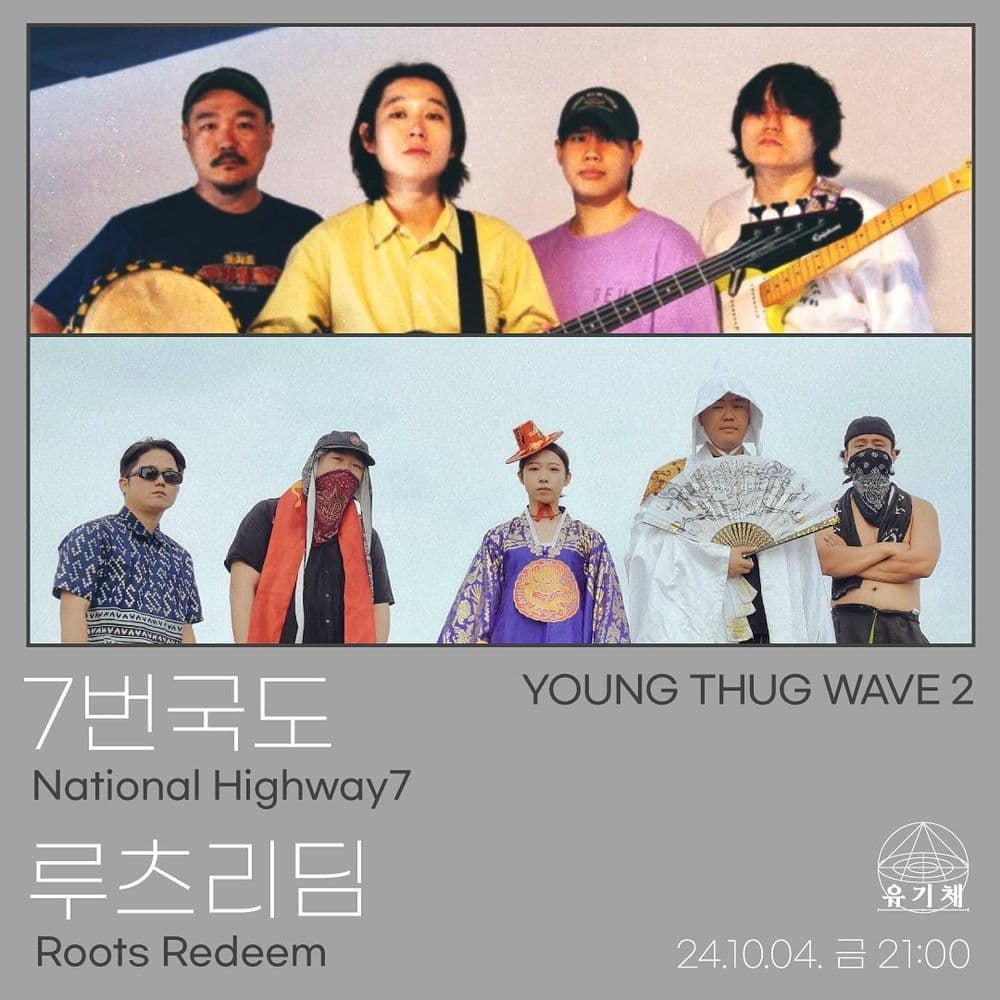 Epiphone
7번국도
National Highway7
YOUNG THUG WAVE 2
루츠리딤
Roots Redeem
유기체
24.10.04. 금 21:00